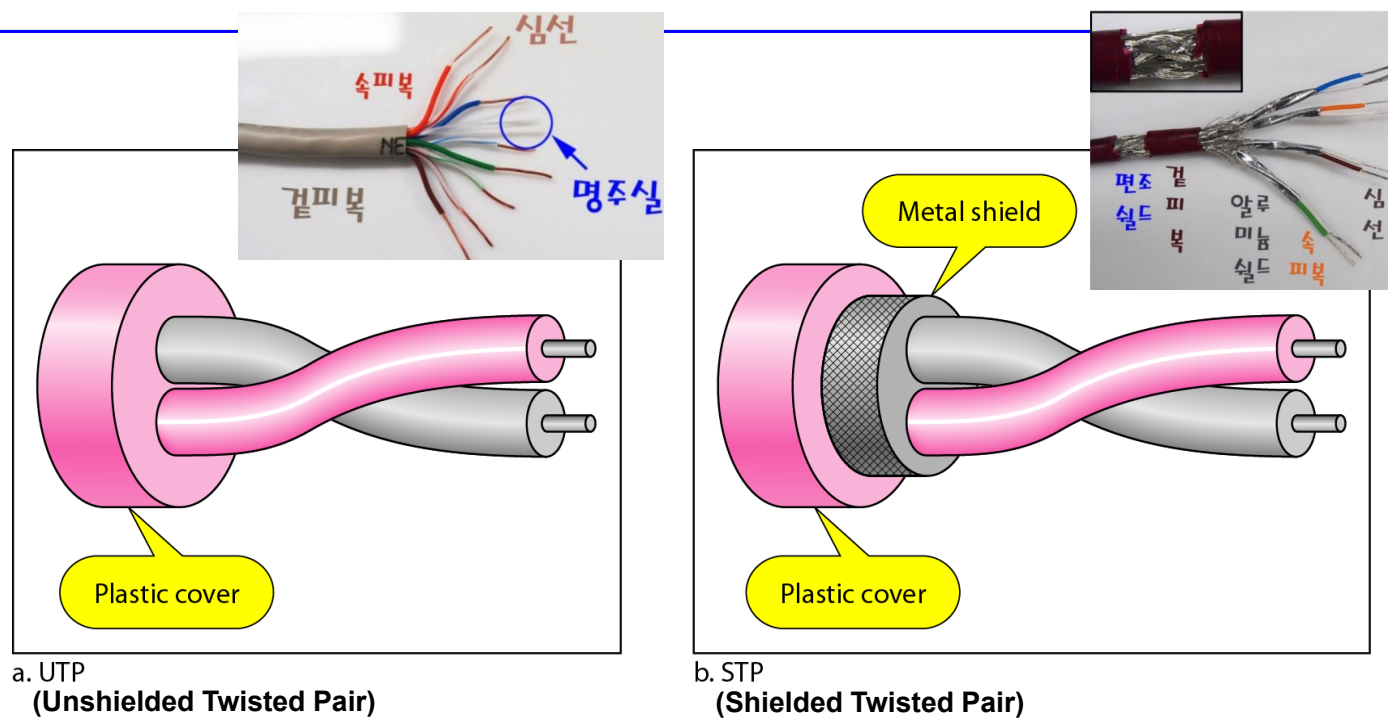 심선
속피복
NE
겉피복
명주실
편조
쉴드
겉
피
복
알루
미늄
쉴드
속
피복
심
선
Metal shield
Plastic cover
Plastic cover
a. UTP
(Unshielded Twisted Pair)
b. STP
(Shielded Twisted Pair)